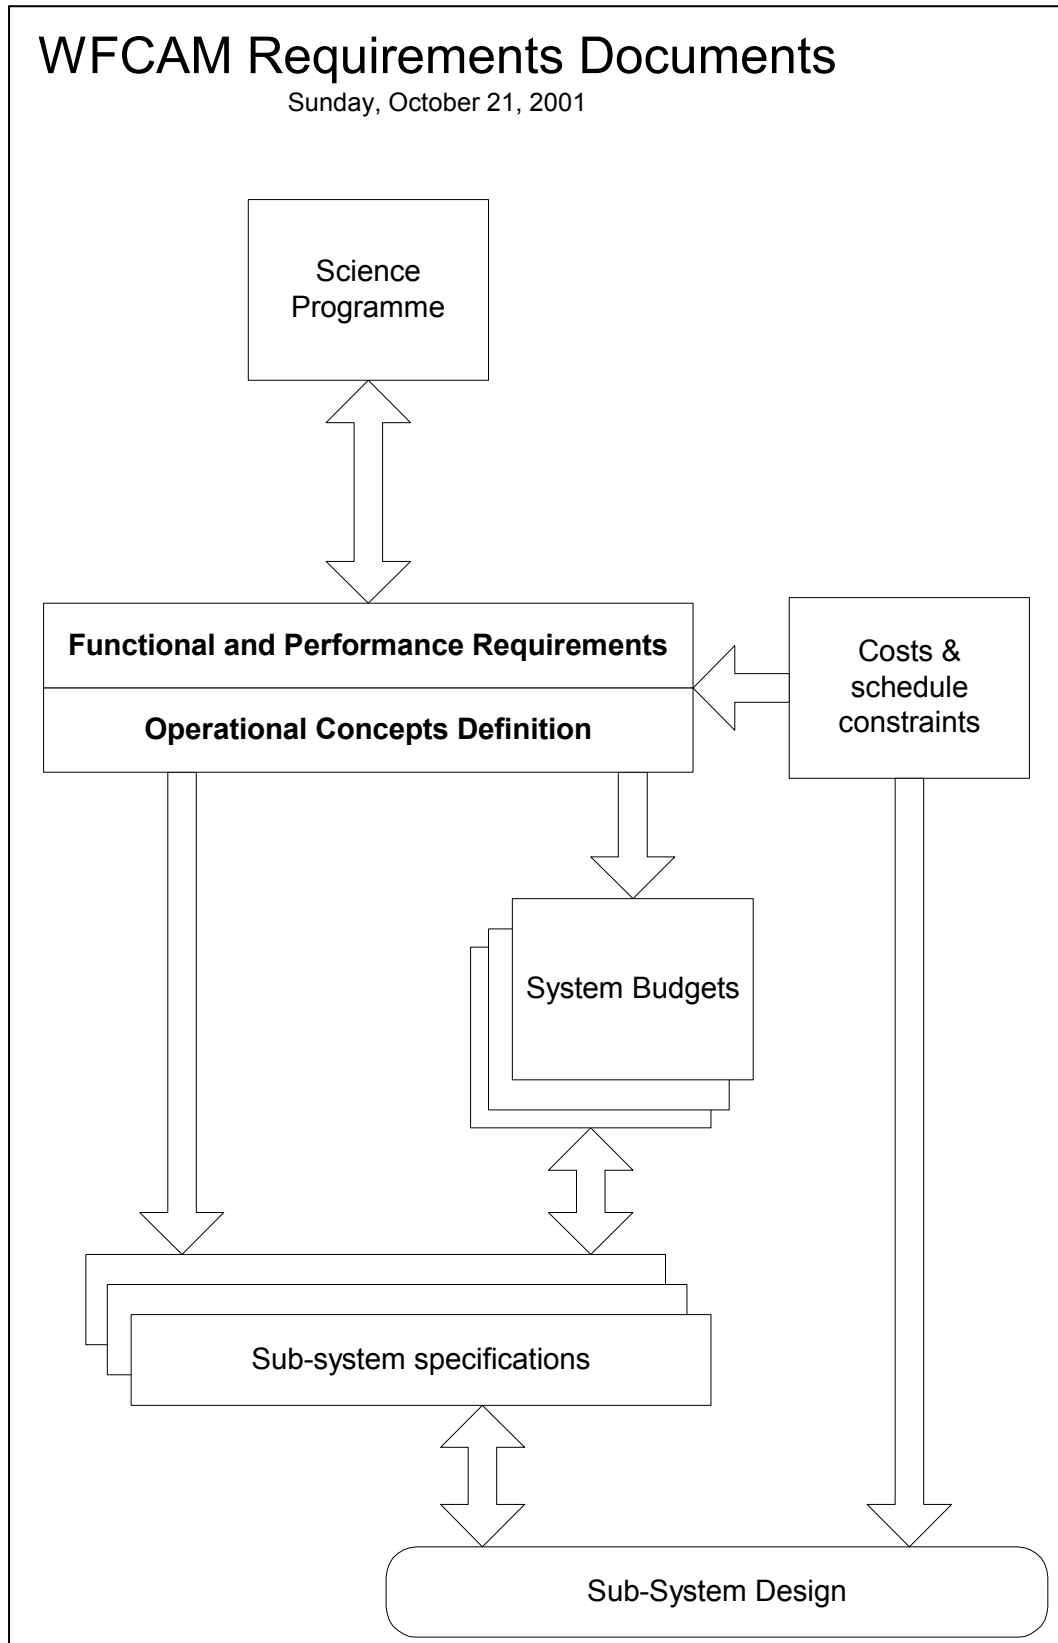 WFCAM Requirements Documents
Sunday, October 21, 2001
Science
Programme
Functional and Performance Requirements
Operational Concepts Definition
Costs &
schedule
constraints
System Budgets
Sub-system specifications
Sub-System Design